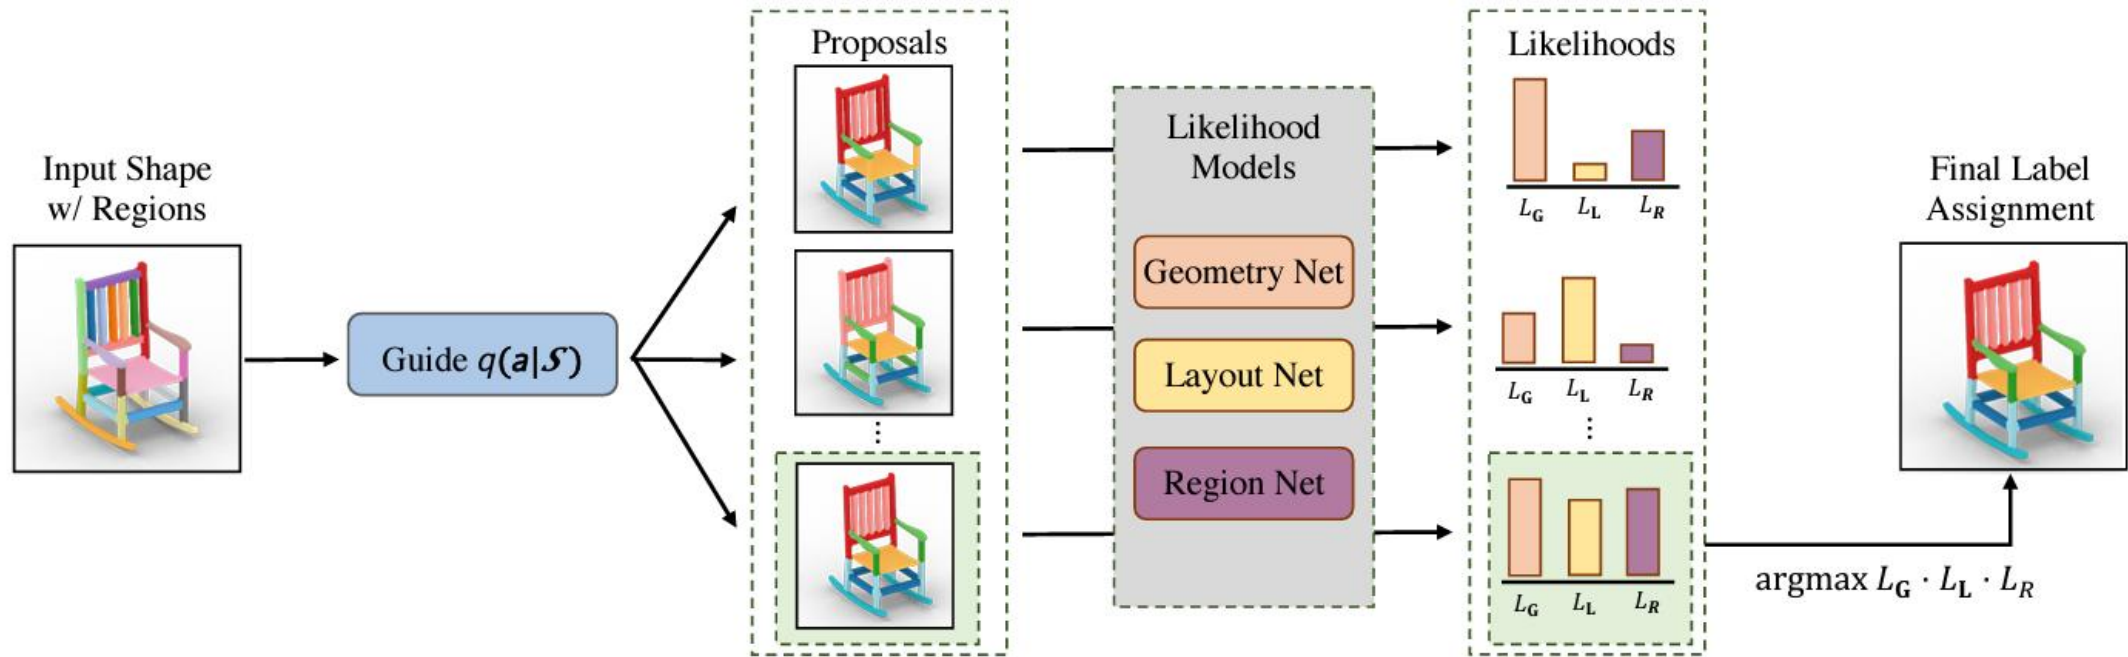 Input Shape
w/ Regions
Guide q(a|𝒮)
Proposals
⋮
Likelihood
Models
Geometry Net
Layout Net
Region Net
Likelihoods
L_G L_L L_R
L_G L_L L_R
⋮
L_G L_L L_R
argmax L_G · L_L · L_R
Final Label
Assignment